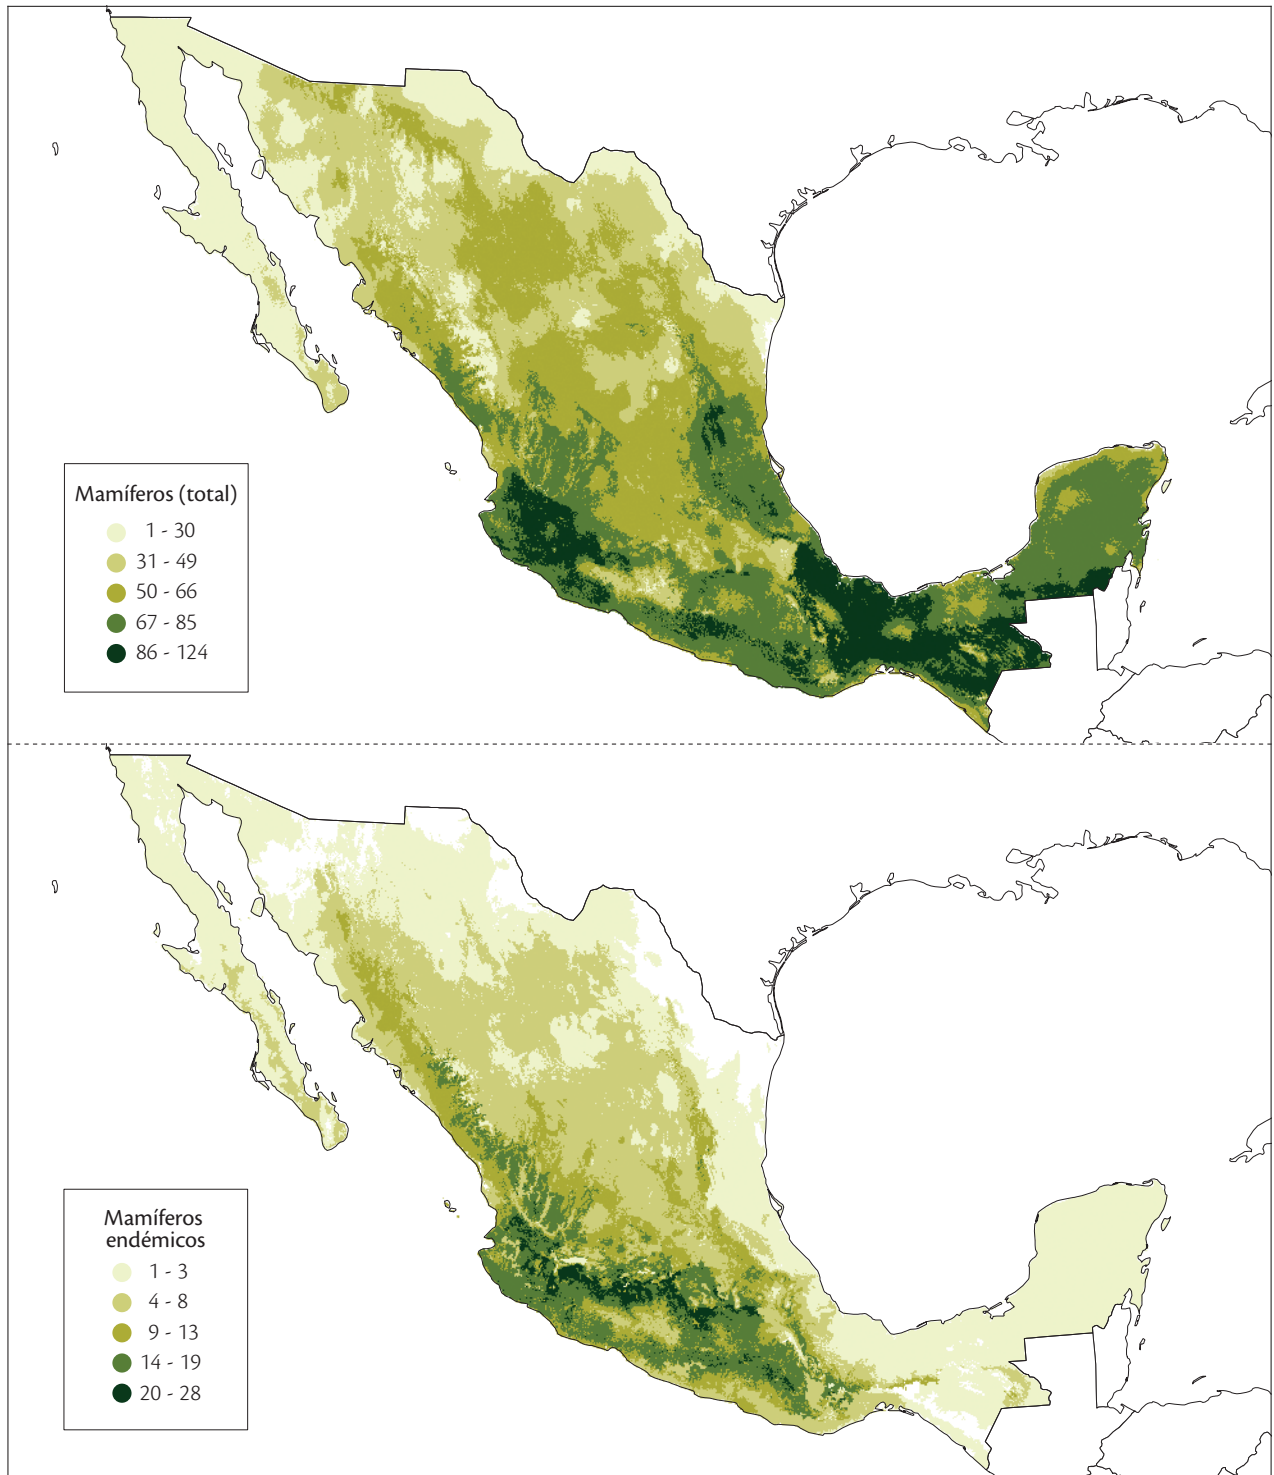 Mamíferos (total)
1 - 30
31 - 49
50 - 66
67 - 85
86 - 124
Mamíferos
endémicos
1 - 3
4 - 8
9 - 13
14 - 19
20 - 28